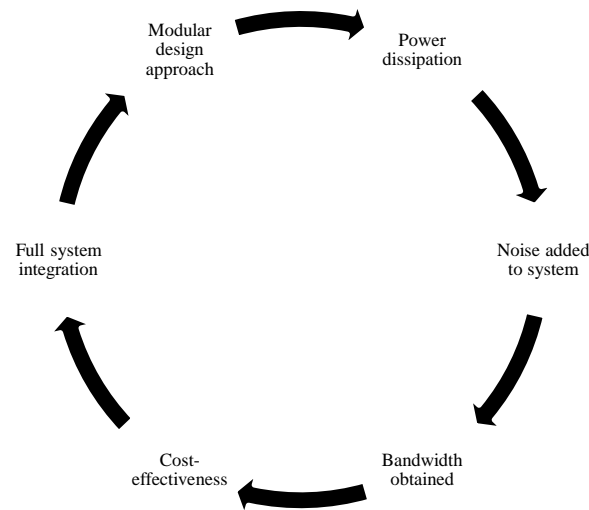 Modular
design
approach
Power
dissipation
Noise added
to system
Bandwidth
obtained
Cost-
effectiveness
Full system
integration